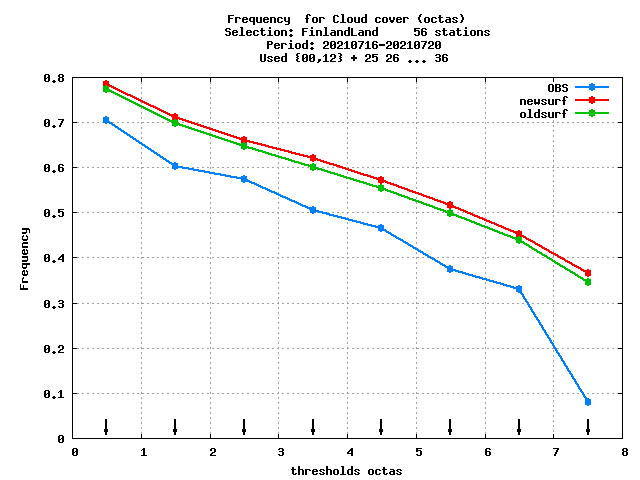 Frequency  for Cloud cover (octas)
Selection: FinlandLand     56 stations
Period: 20210716-20210720
Used {00,12} + 25 26 ... 36
OBS
newsurf
oldsurf
0.8
0.7
0.6
0.5
0.4
0.3
0.2
0.1
0
Frequency
0 1 2 3 4 5 6 7 8
thresholds octas